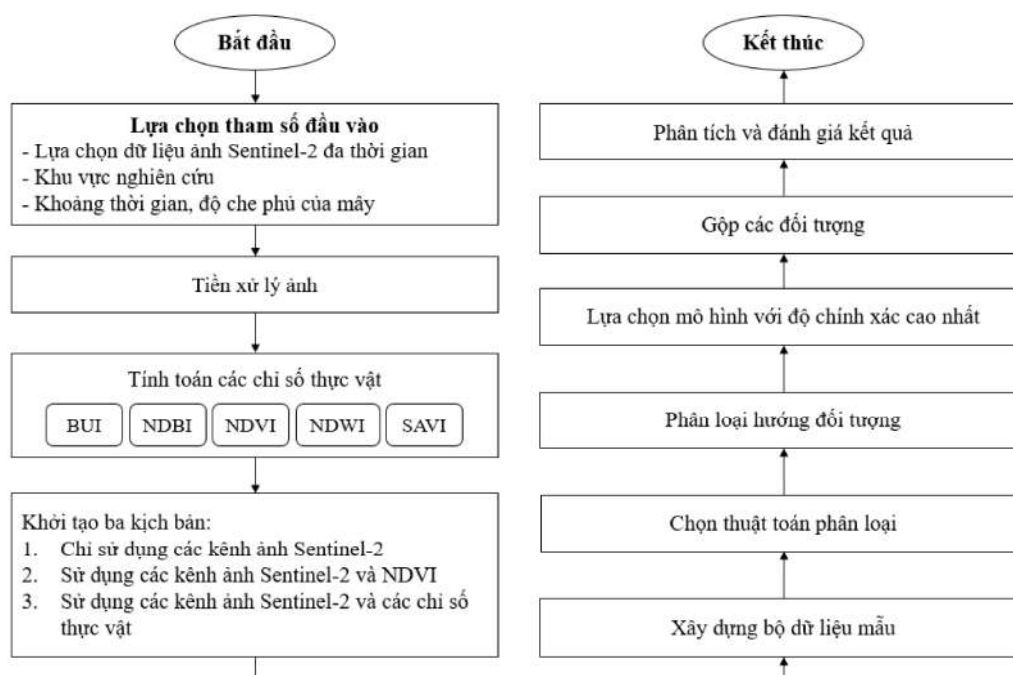 Bắt đầu
Lựa chọn tham số đầu vào
- Lựa chọn dữ liệu ảnh Sentinel-2 đa thời gian
- Khu vực nghiên cứu
- Khoảng thời gian, độ che phủ của mây
Tiền xử lý ảnh
Tính toán các chỉ số thực vật
BUI NDBI NDVI NDWI SAVI
Khởi tạo ba kịch bản:
1. Chỉ sử dụng các kênh ảnh Sentinel-2
2. Sử dụng các kênh ảnh Sentinel-2 và NDVI
3. Sử dụng các kênh ảnh Sentinel-2 và các chỉ số
thực vật
Kết thúc
Phân tích và đánh giá kết quả
Gộp các đối tượng
Lựa chọn mô hình với độ chính xác cao nhất
Phân loại hướng đối tượng
Chọn thuật toán phân loại
Xây dựng bộ dữ liệu mẫu